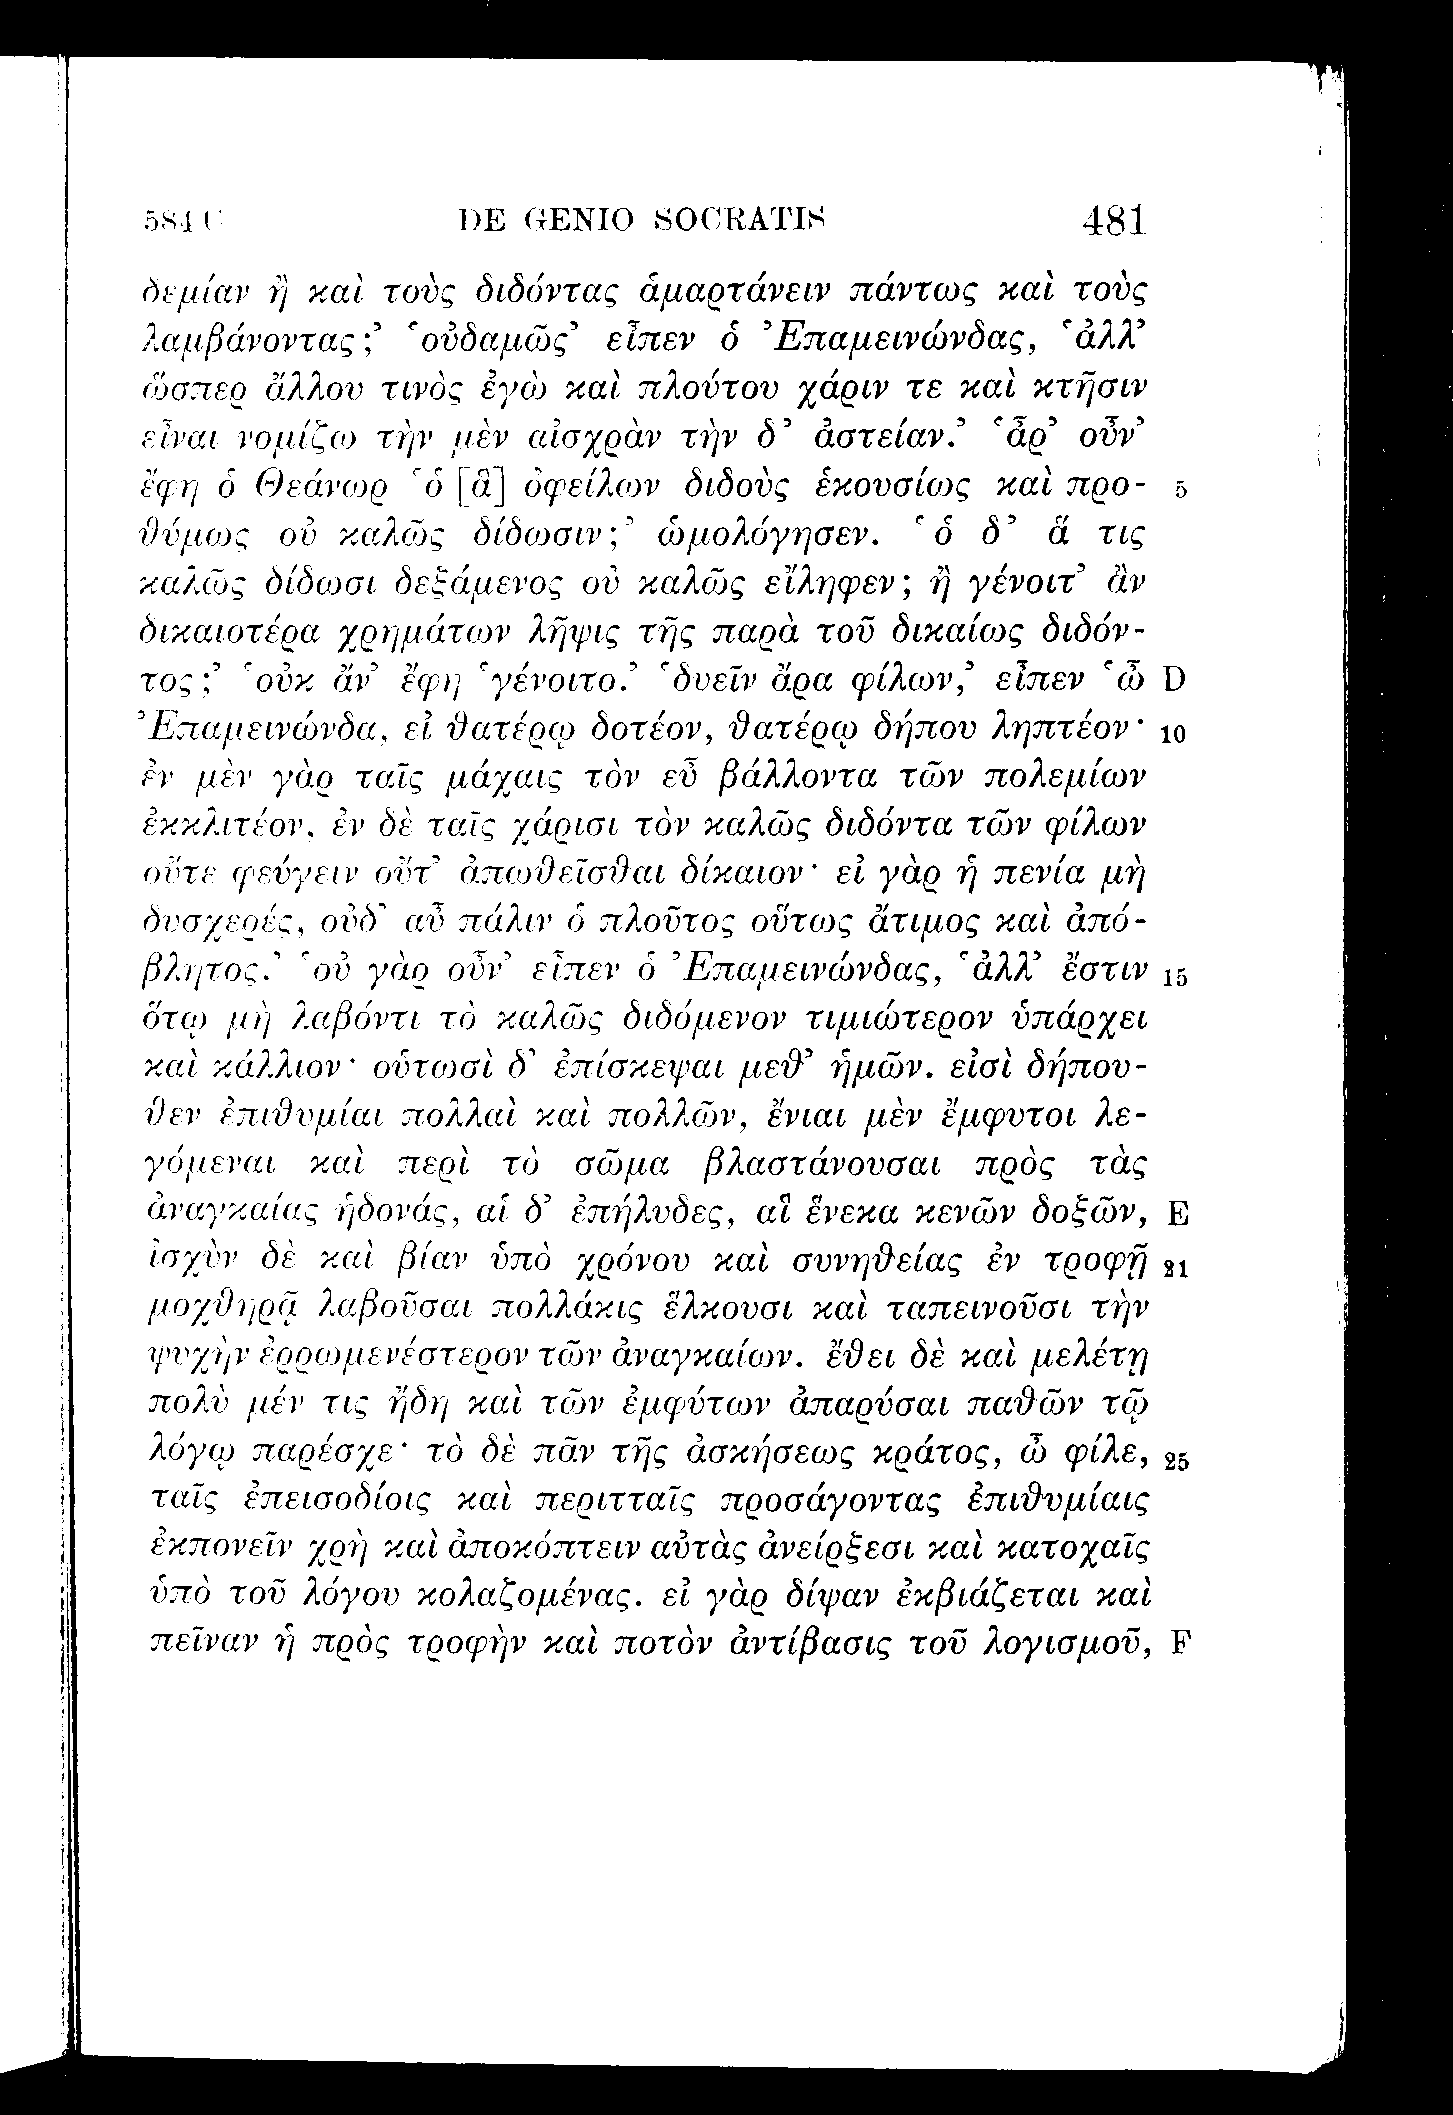 584 C DE GENIO SOCRATIS 481
δεμίαν ἢ καὶ τοὺς διδόντας ἁμαρτάνειν πάντως καὶ τοὺς
λαμβάνοντας;’ ‘οὐδαμῶς’ εἶπεν ὁ Ἐπαμεινώνδας, ‘ἀλλ’
ὥσπερ ἄλλου τινὸς ἐγὼ καὶ πλούτου χάριν τε καὶ κτῆσιν
εἶναι νομίζω τὴν μὲν αἰσχρὰν τὴν δ’ ἀστείαν.’ ‘ἆρ’ οὖν’
ἔφη ὁ Θεάνωρ ‘ὁ [ἃ] ὀφείλων διδοὺς ἑκουσίως καὶ προ- 5
θύμως οὐ καλῶς δίδωσιν;’ ὡμολόγησεν. ‘ὁ δ’ ἅ τις
καλῶς δίδωσι δεξάμενος οὐ καλῶς εἴληφεν; ἢ γένοιτ’ ἂν
δικαιοτέρα χρημάτων λῆψις τῆς παρὰ τοῦ δικαίως διδόν-
τος;’ ‘οὐκ ἄν’ ἔφη ‘γένοιτο.’ ‘δυεῖν ἄρα φίλων,’ εἶπεν ‘ὦ D
Ἐπαμεινώνδα, εἰ θατέρῳ δοτέον, θατέρῳ δήπου ληπτέον· 10
ἐν μὲν γὰρ ταῖς μάχαις τὸν εὖ βάλλοντα τῶν πολεμίων
ἐκκλιτέον, ἐν δὲ ταῖς χάρισι τὸν καλῶς διδόντα τῶν φίλων
οὔτε φεύγειν οὔτ’ ἀπωθεῖσθαι δίκαιον· εἰ γὰρ ἡ πενία μὴ
δυσχερές, οὐδ’ αὖ πάλιν ὁ πλοῦτος οὕτως ἄτιμος καὶ ἀπό-
βλητος.’ ‘οὐ γὰρ οὖν’ εἶπεν ὁ Ἐπαμεινώνδας, ‘ἀλλ’ ἔστιν 15
ὅτῳ μὴ λαβόντι τὸ καλῶς διδόμενον τιμιώτερον ὑπάρχει
καὶ κάλλιον· οὑτωσὶ δ’ ἐπίσκεψαι μεθ’ ἡμῶν. εἰσὶ δήπου-
θεν ἐπιθυμίαι πολλαὶ καὶ πολλῶν, ἔνιαι μὲν ἔμφυτοι λε-
γόμεναι καὶ περὶ τὸ σῶμα βλαστάνουσαι πρὸς τὰς
ἀναγκαίας ἡδονάς, αἱ δ’ ἐπήλυδες, αἳ ἕνεκα κενῶν δοξῶν, E
ἰσχὺν δὲ καὶ βίαν ὑπὸ χρόνου καὶ συνηθείας ἐν τροφῇ 21
μοχθηρᾷ λαβοῦσαι πολλάκις ἕλκουσι καὶ ταπεινοῦσι τὴν
ψυχὴν ἐρρωμενέστερον τῶν ἀναγκαίων. ἔθει δὲ καὶ μελέτῃ
πολὺ μέν τις ἤδη καὶ τῶν ἐμφύτων ἀπαρύσαι παθῶν τῷ
λόγῳ παρέσχε· τὸ δὲ πᾶν τῆς ἀσκήσεως κράτος, ὦ φίλε, 25
ταῖς ἐπεισοδίοις καὶ περιτταῖς προσάγοντας ἐπιθυμίαις
ἐκπονεῖν χρὴ καὶ ἀποκόπτειν αὐτὰς ἀνείρξεσι καὶ κατοχαῖς
ὑπὸ τοῦ λόγου κολαζομένας. εἰ γὰρ δίψαν ἐκβιάζεται καὶ
πεῖναν ἡ πρὸς τροφὴν καὶ ποτὸν ἀντίβασις τοῦ λογισμοῦ, F